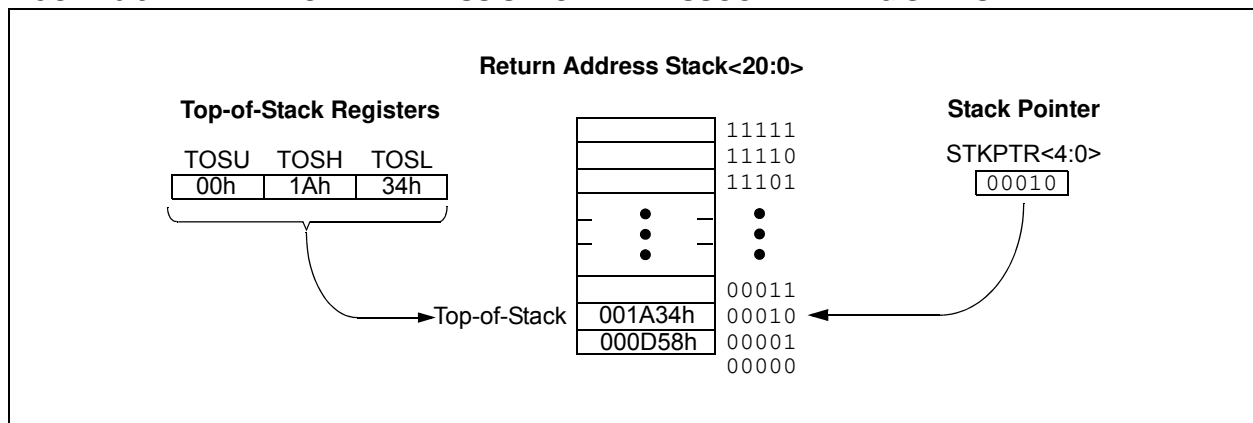 Return Address Stack<20:0>
Top-of-Stack Registers
Stack Pointer
TOSU TOSH TOSL
STKPTR<4:0>
00h 1Ah 34h
00010
11111
11110
11101
00011
Top-of-Stack 001A34h 00010
000D58h 00001
00000